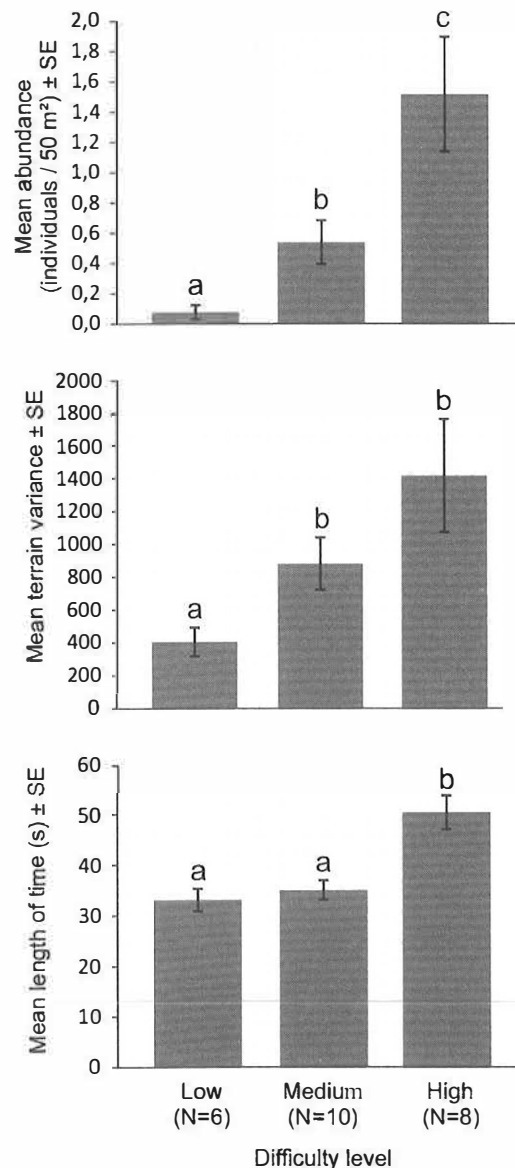 Mean abundance
(individuals / 50 m²) ± SE
2,0
1,8
1,6
1,4
1,2
1,0
0,8
0,6
0,4
0,2
0,0
a
b
c
Mean terrain variance ± SE
2000
1800
1600
1400
1200
1000
800
600
400
200
0
a
b
b
Mean length of time (s) ± SE
60
50
40
30
20
10
0
a
a
b
Low Medium High
(N=6) (N=10) (N=8)
Difficulty level